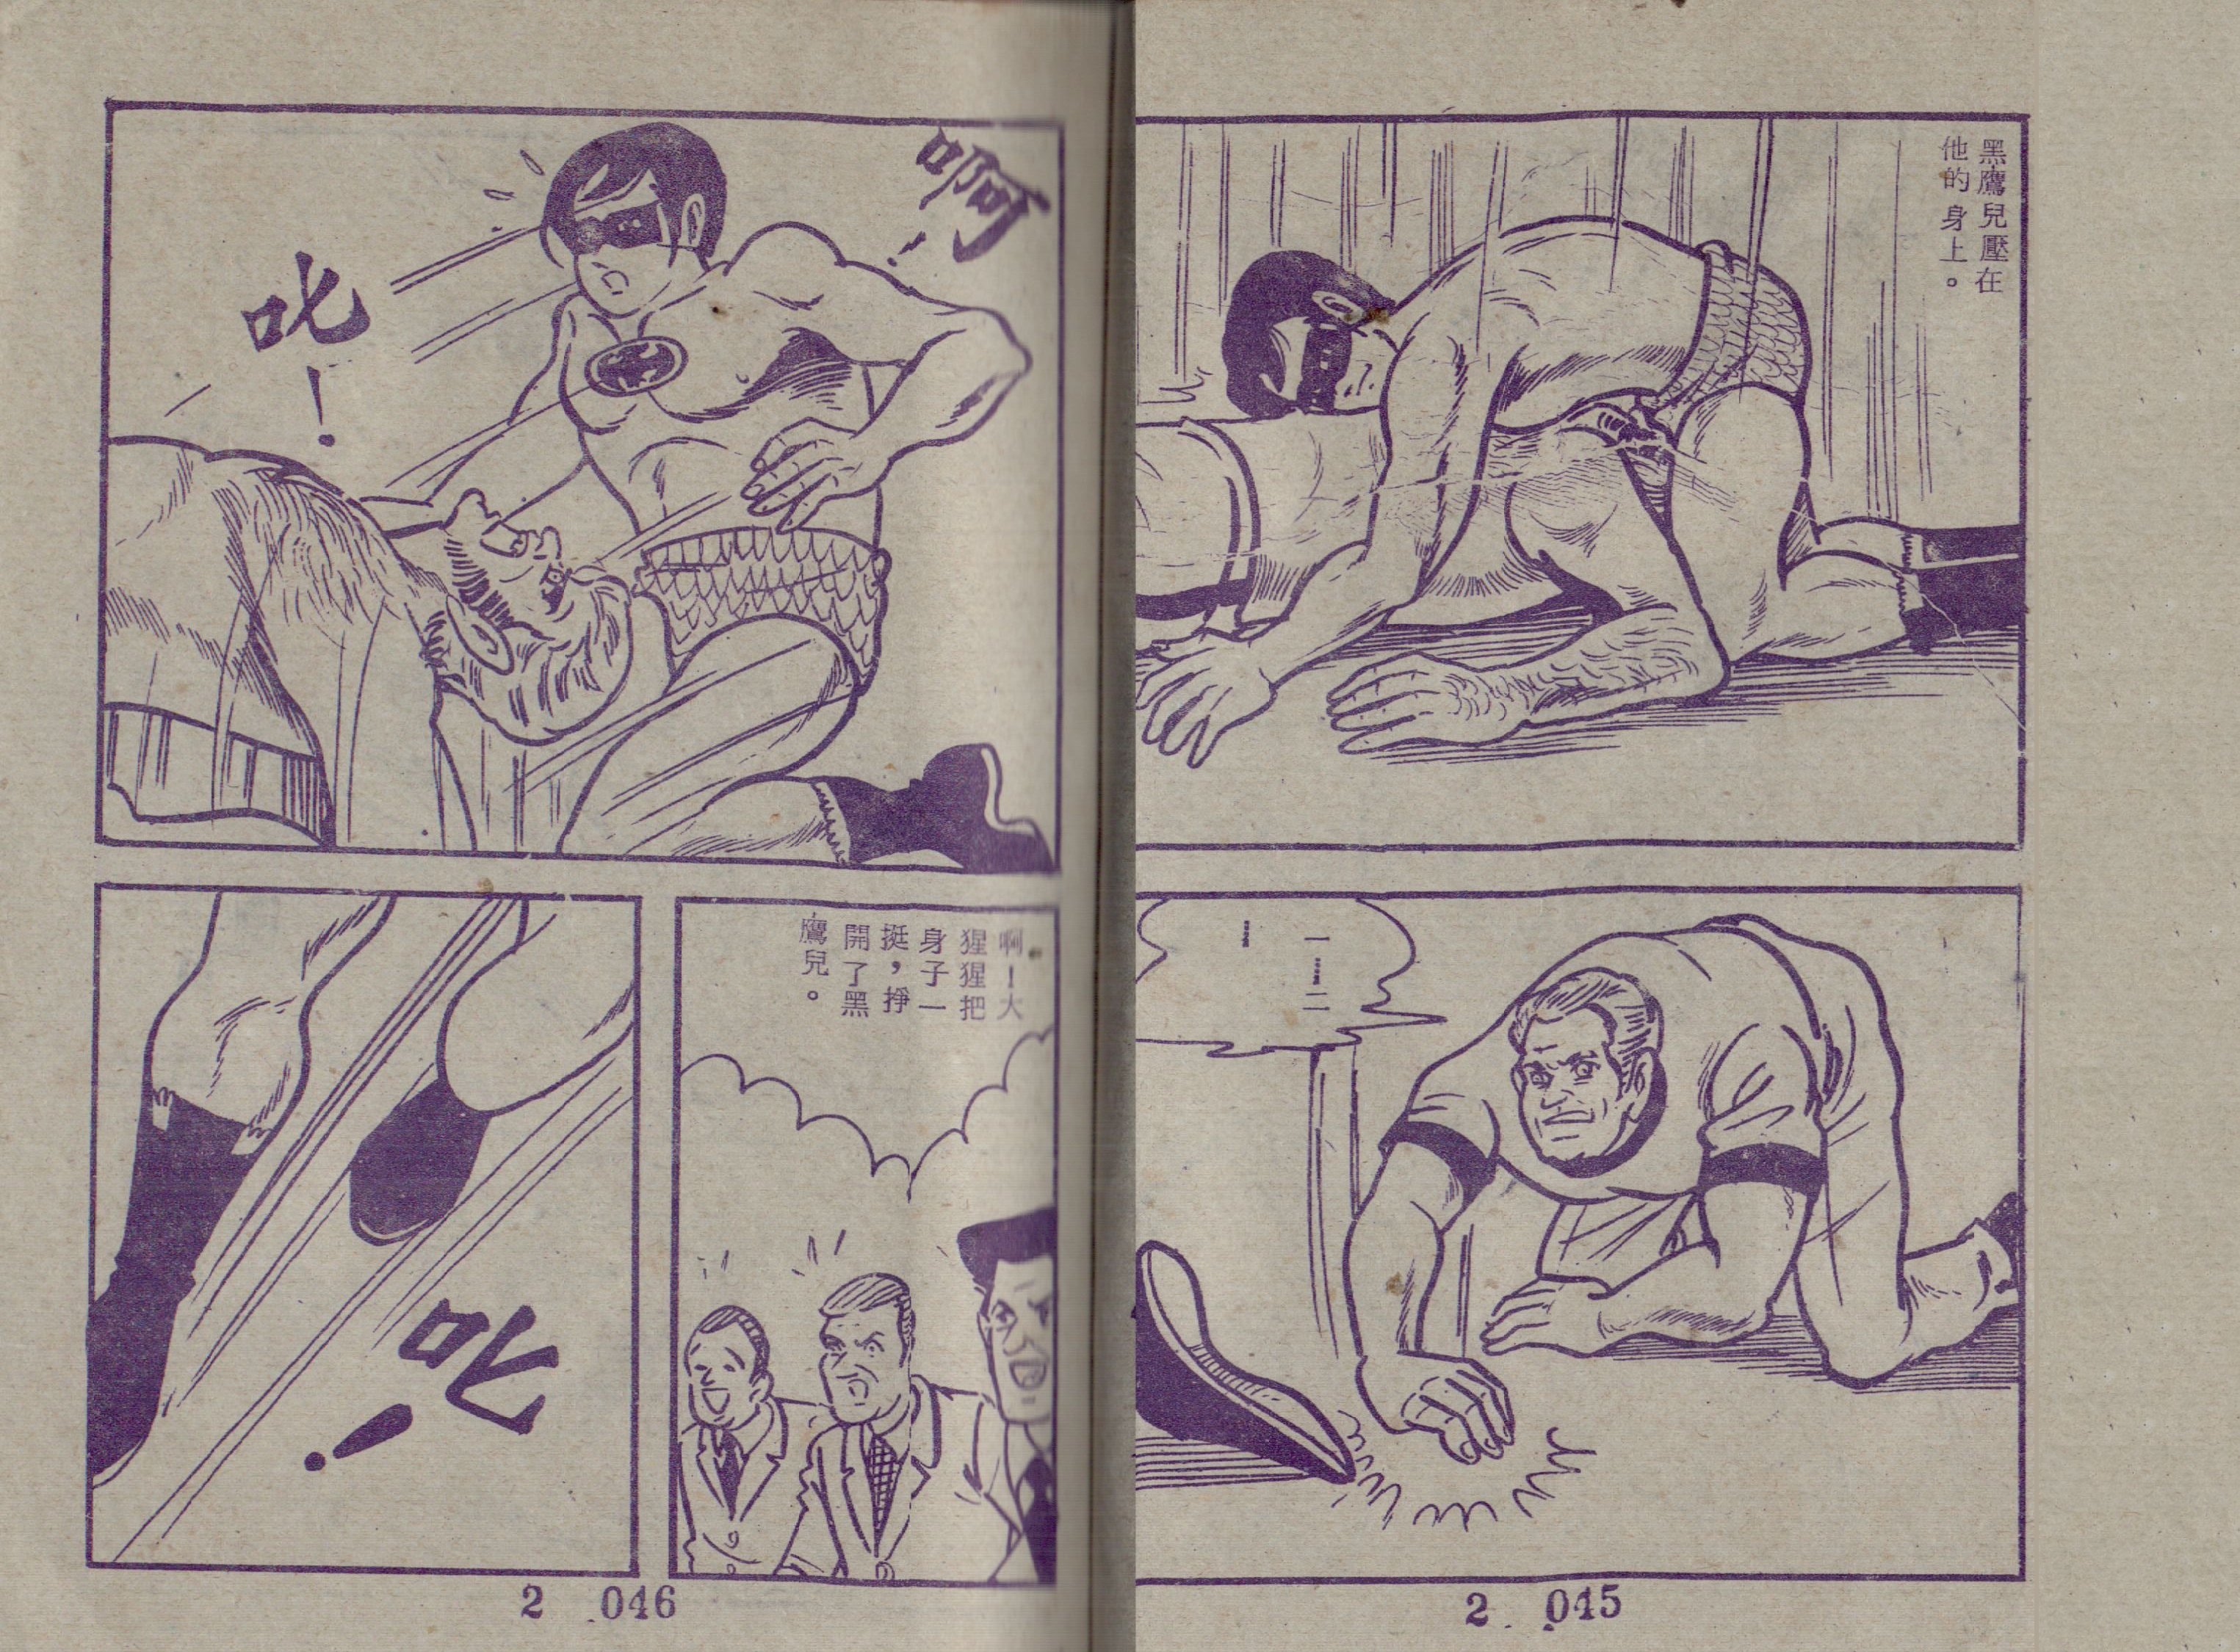 黑鷹兒壓在
他的身上。
一……二
……
2 045
啊！
叱！
啊！大
猩猩把
身子一
挺，掙
開了黑
鷹兒。
2 046